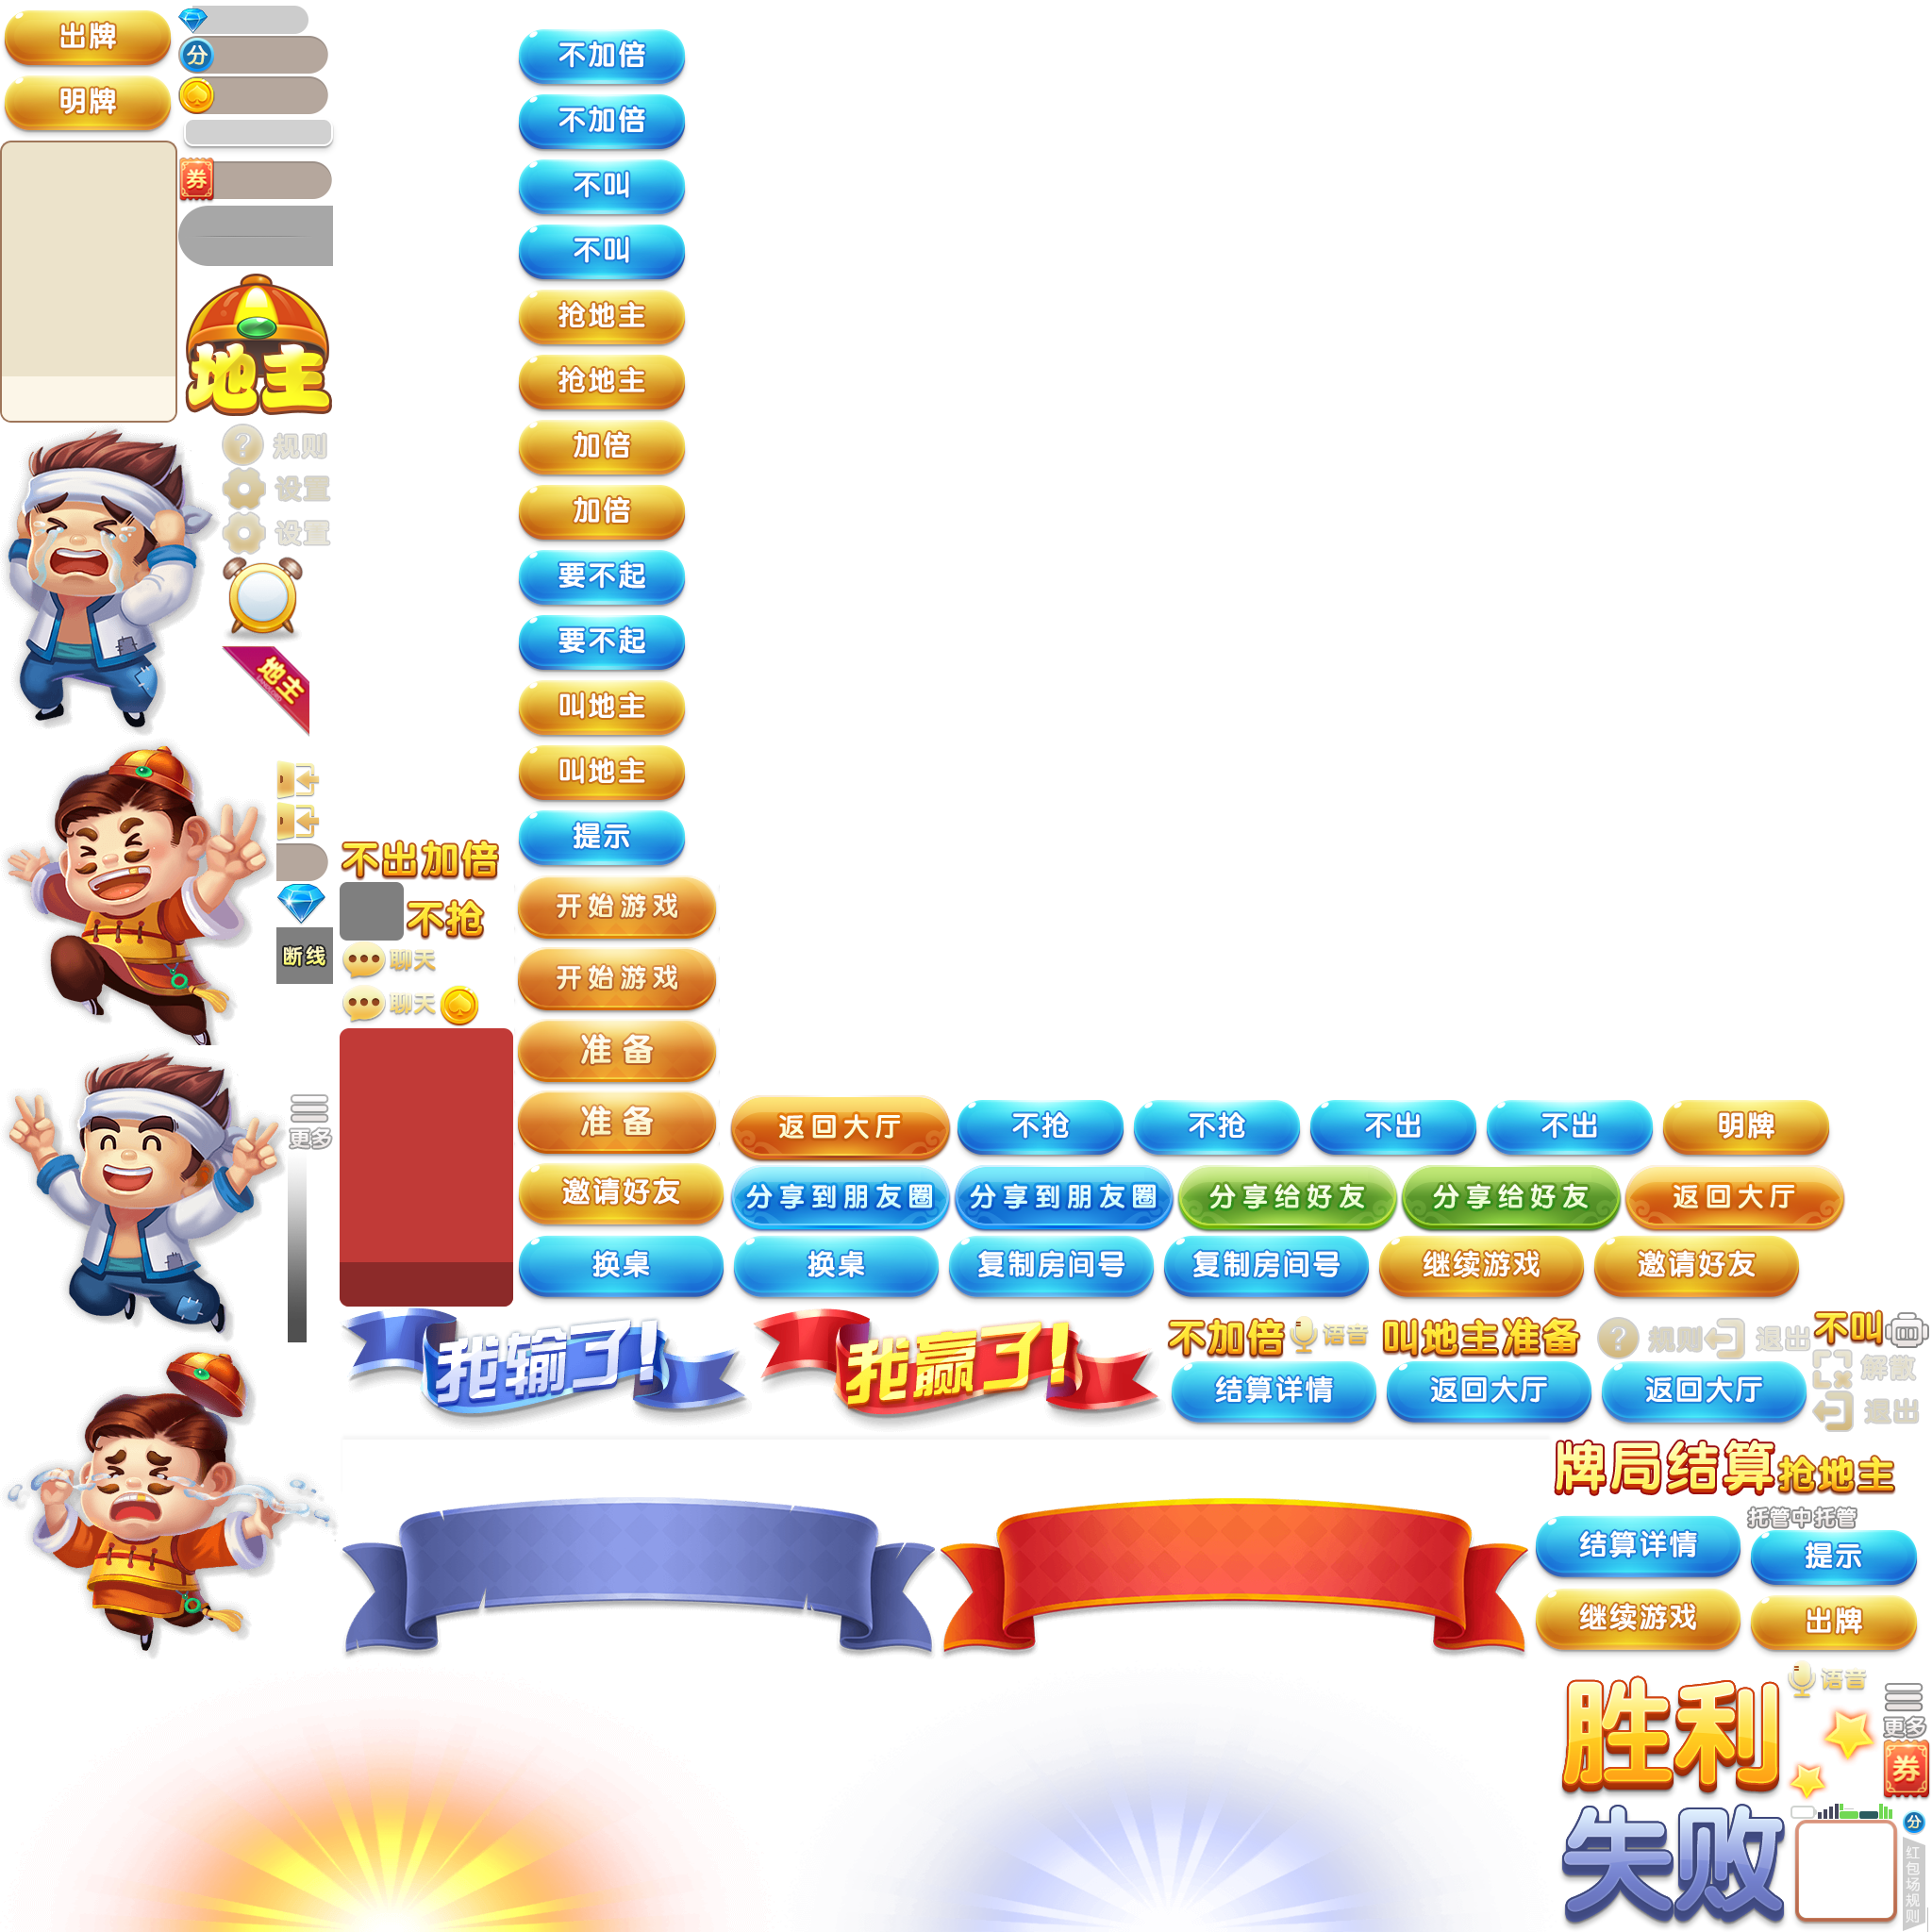 出牌
分
明牌
券
地主
规则
设置
设置
地主
断线
更多
不出加倍
不抢
聊天
聊天
不加倍
不加倍
不叫
不叫
抢地主
抢地主
加倍
加倍
要不起
要不起
叫地主
叫地主
提示
开始游戏
开始游戏
准备
准备
返回大厅
不抢
不抢
不出
不出
明牌
邀请好友
分享到朋友圈
分享到朋友圈
分享给好友
分享给好友
返回大厅
换桌
换桌
复制房间号
复制房间号
继续游戏
邀请好友
我输了!
我赢了!
不加倍
语音
叫地主准备
规则
退出
不叫
结算详情
返回大厅
返回大厅
解散
退出
牌局结算
抢地主
托管中托管
结算详情
提示
继续游戏
出牌
胜利
语音
更多
券
失败
分
红包场规则